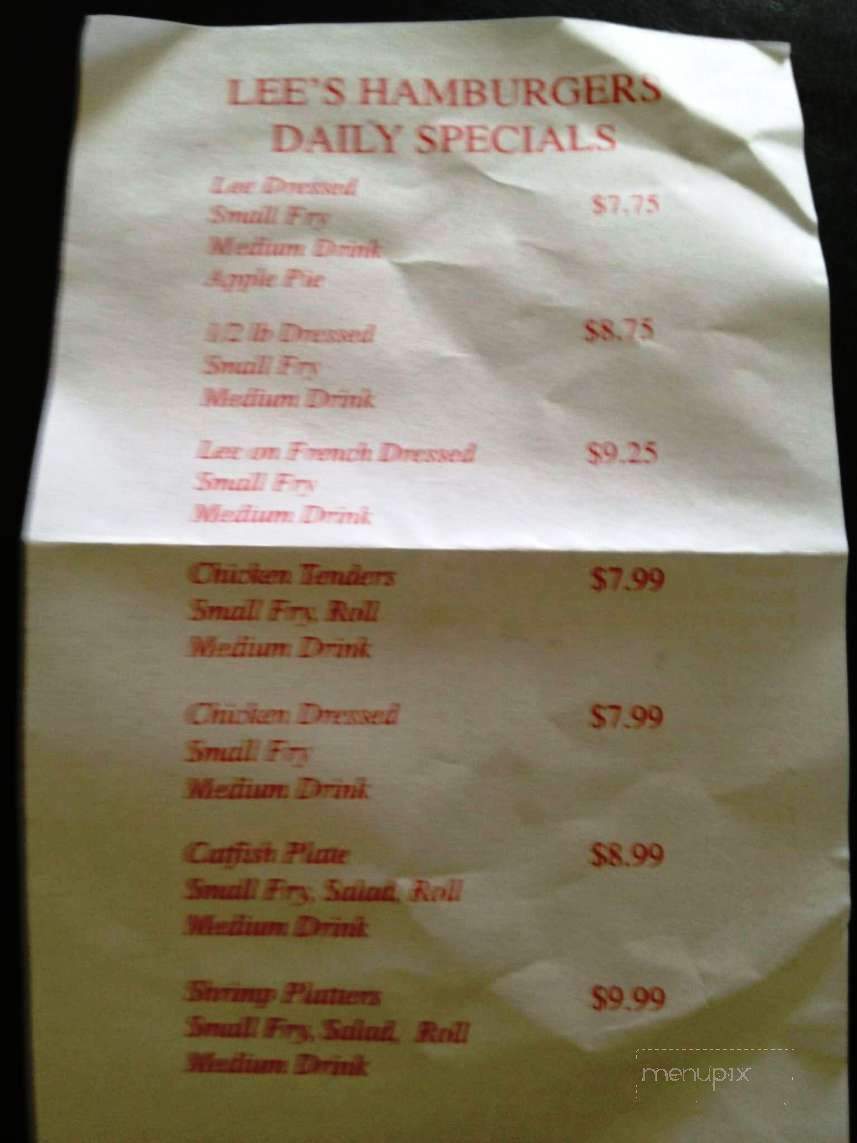 LEE'S HAMBURGERS
DAILY SPECIALS
Lee Dressed $7.75
Small Fry
Medium Drink
Apple Pie
1/2 lb Dressed $8.75
Small Fry
Medium Drink
Lee on French Dressed $9.25
Small Fry
Medium Drink
Chicken Tenders $7.99
Small Fry, Roll
Medium Drink
Chicken Dressed $7.99
Small Fry
Medium Drink
Catfish Plate $8.99
Small Fry, Salad, Roll
Medium Drink
Shrimp Platters $9.99
Small Fry, Salad, Roll
Medium Drink
menupix